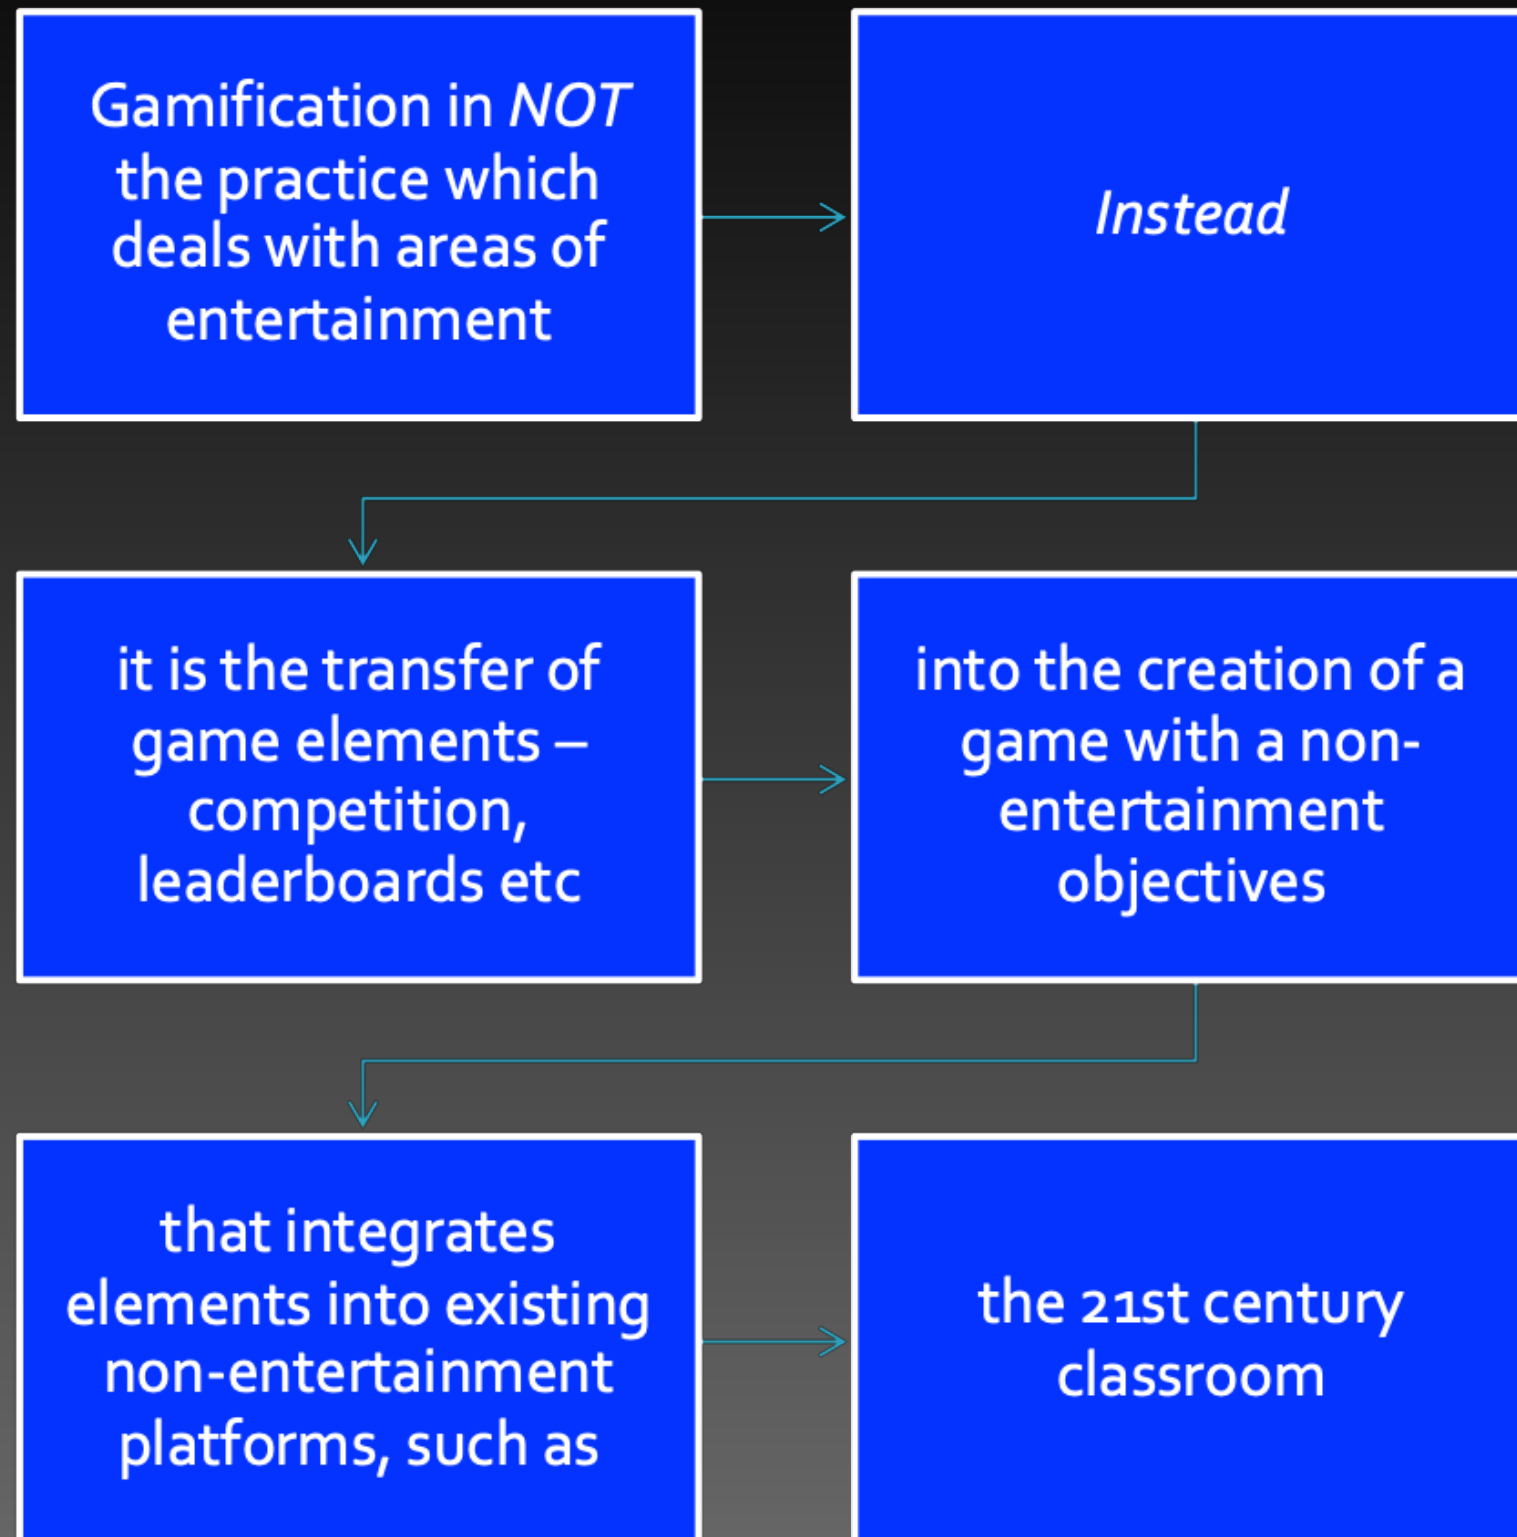 Gamification in NOT
the practice which
deals with areas of
entertainment
Instead
it is the transfer of
game elements –
competition,
leaderboards etc
into the creation of a
game with a non-
entertainment
objectives
that integrates
elements into existing
non-entertainment
platforms, such as
the 21st century
classroom